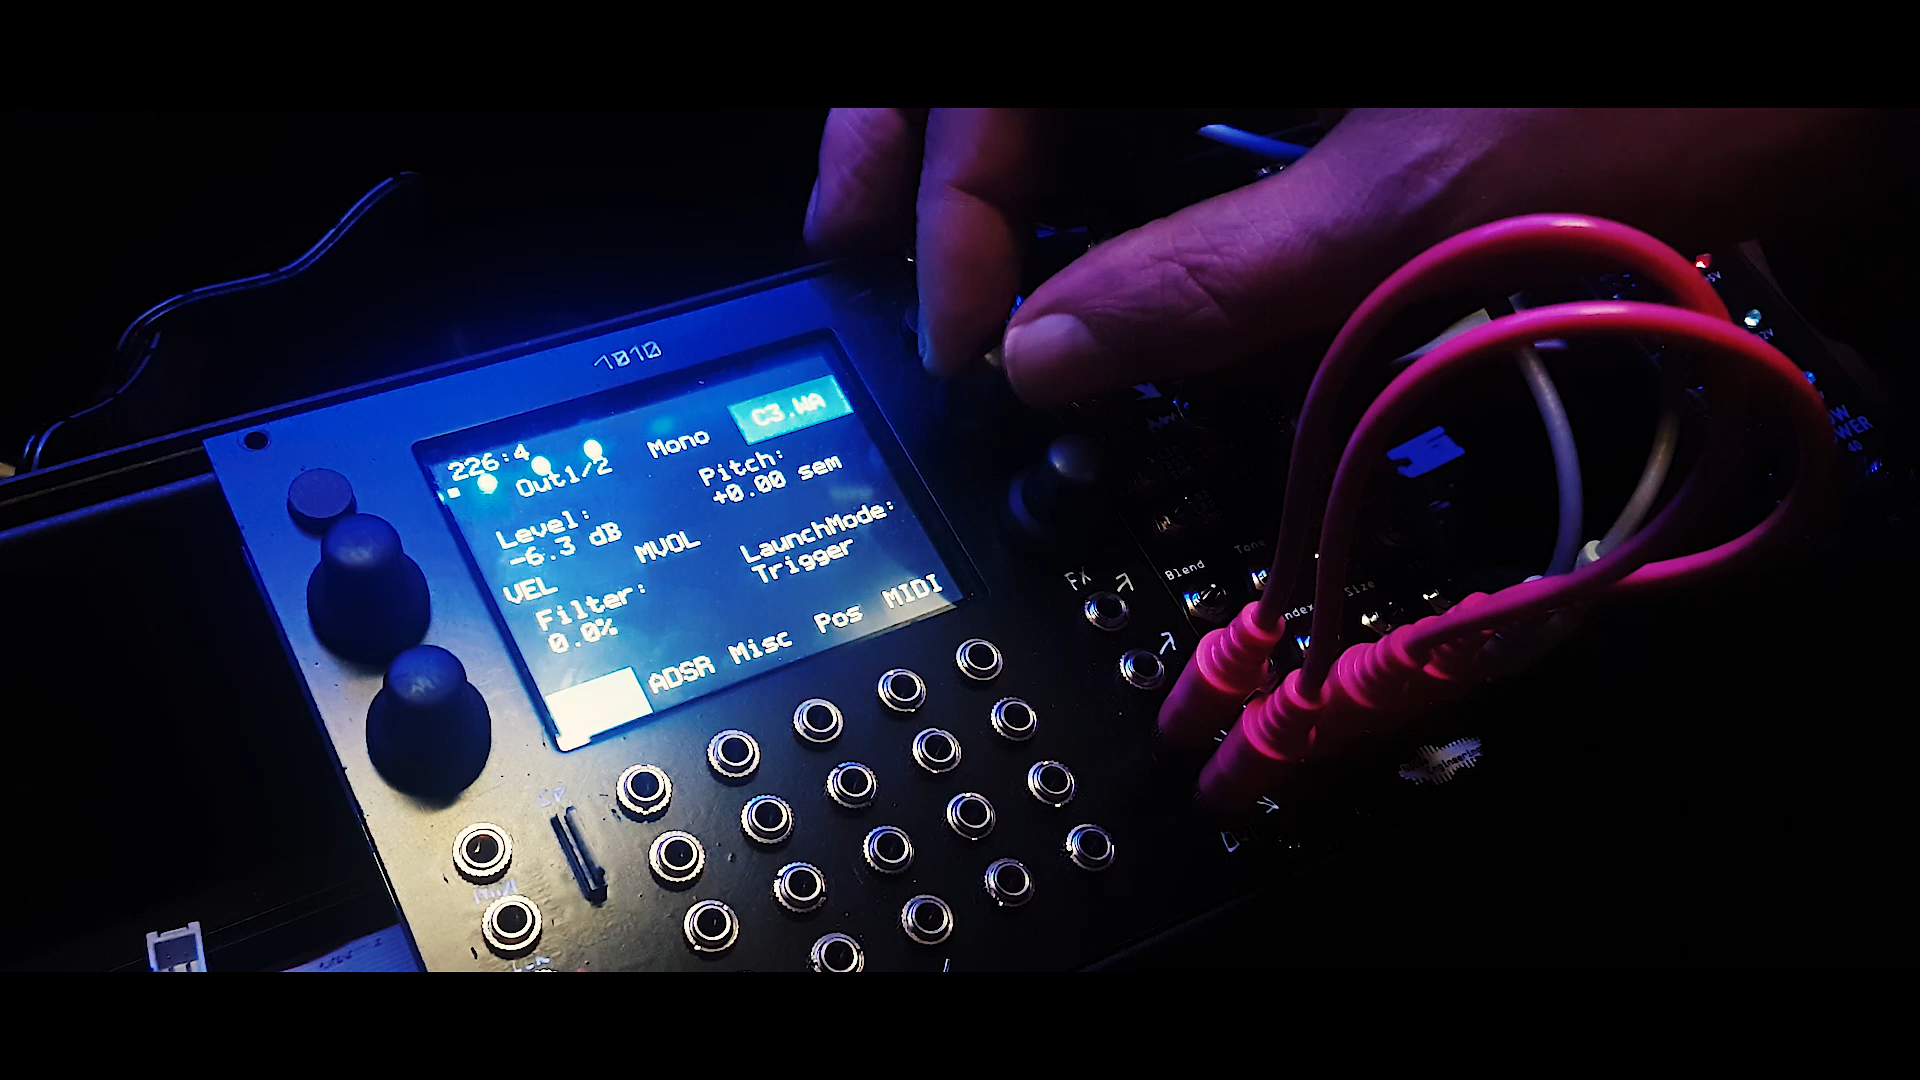 1010
C3.WA
226:4
Out1/2
Mono
Level:
-6.3 dB
Pitch:
+0.00 sem
VEL
MVOL
LaunchMode:
Trigger
Filter:
0.0%
ADSR
Misc
Pos
MIDI
FX
Blend
Tone
Size